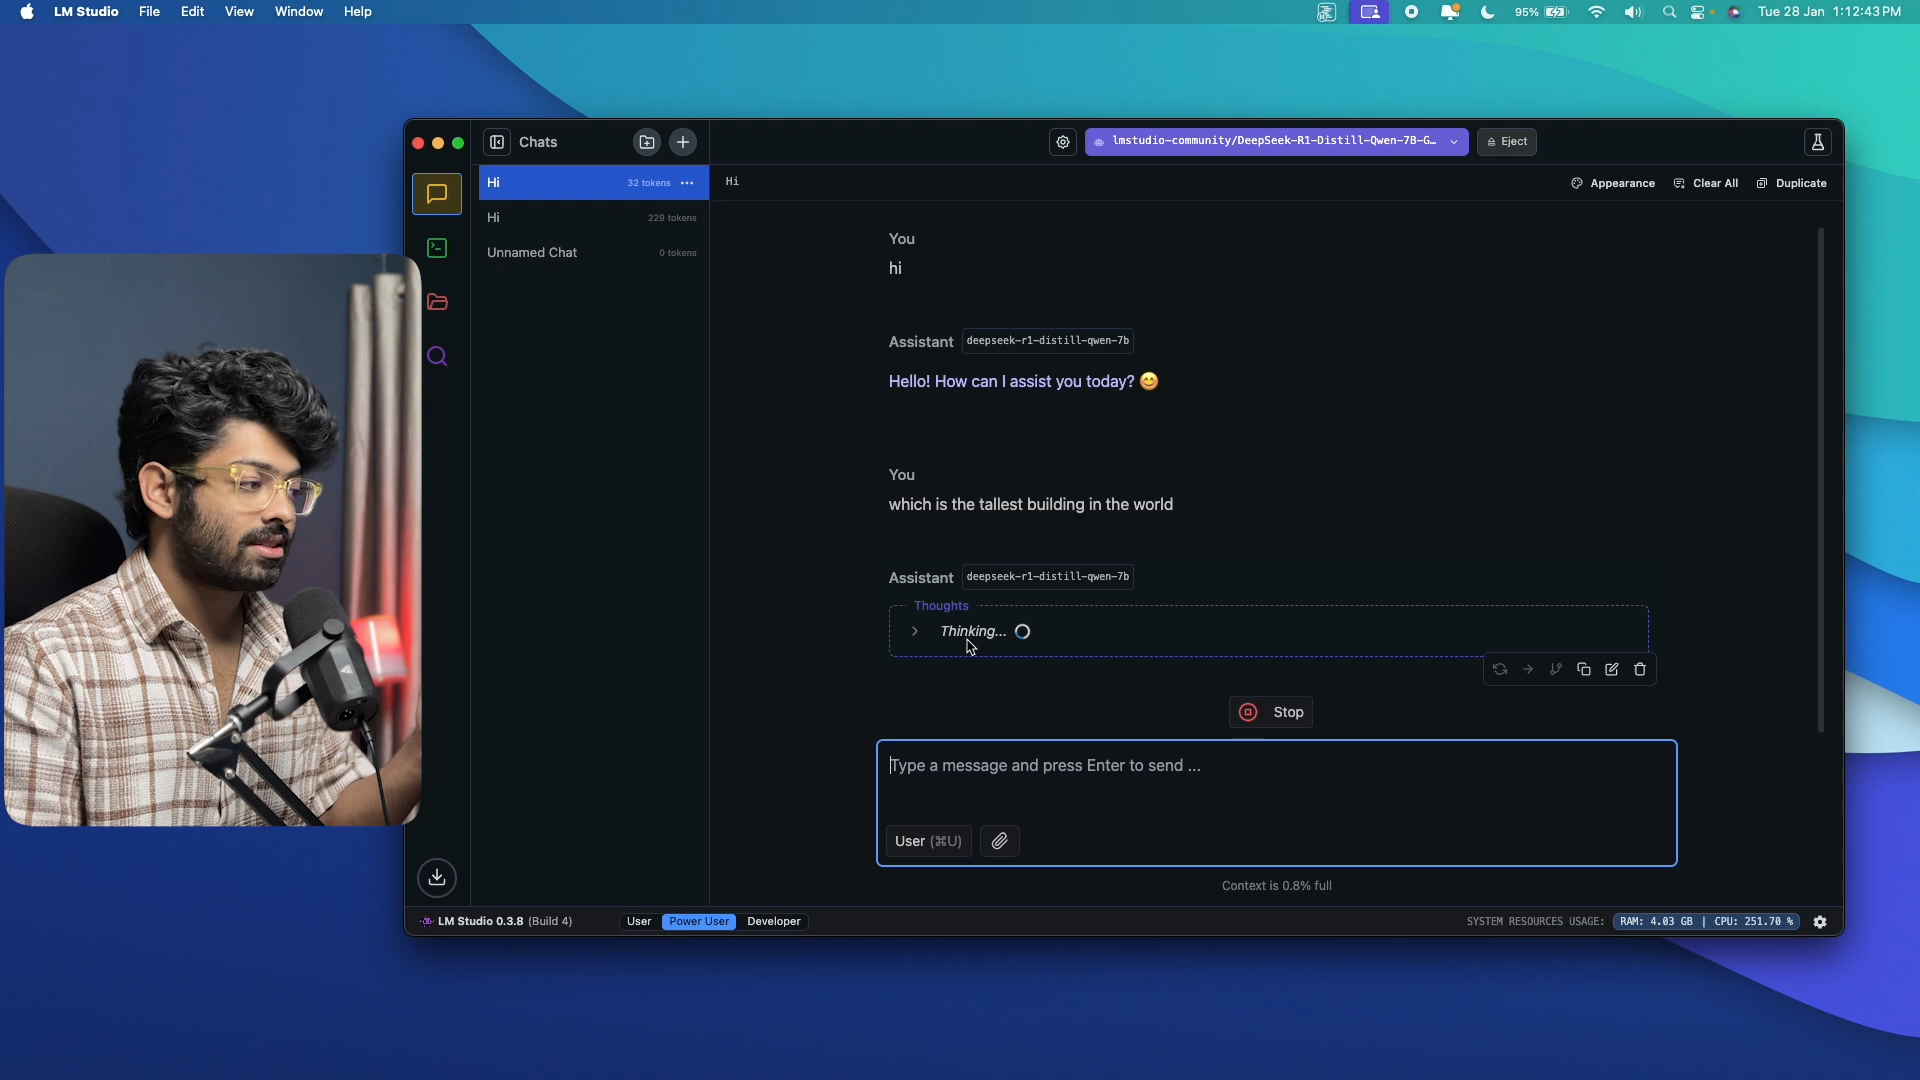 LM Studio File Edit View Window Help
95% Tue 28 Jan 1:12:43 PM
Chats
lmstudio-community/DeepSeek-R1-Distill-Qwen-7B-G… Eject
Hi 32 tokens
Hi 229 tokens
Unnamed Chat 0 tokens
Hi
Appearance Clear All Duplicate
You
hi
Assistant deepseek-r1-distill-qwen-7b
Hello! How can I assist you today? 😊
You
which is the tallest building in the world
Assistant deepseek-r1-distill-qwen-7b
Thoughts
Thinking...
Stop
Type a message and press Enter to send ...
User (⌘U)
Context is 0.8% full
LM Studio 0.3.8 (Build 4) User Power User Developer
SYSTEM RESOURCES USAGE: RAM: 4.03 GB | CPU: 251.70 %